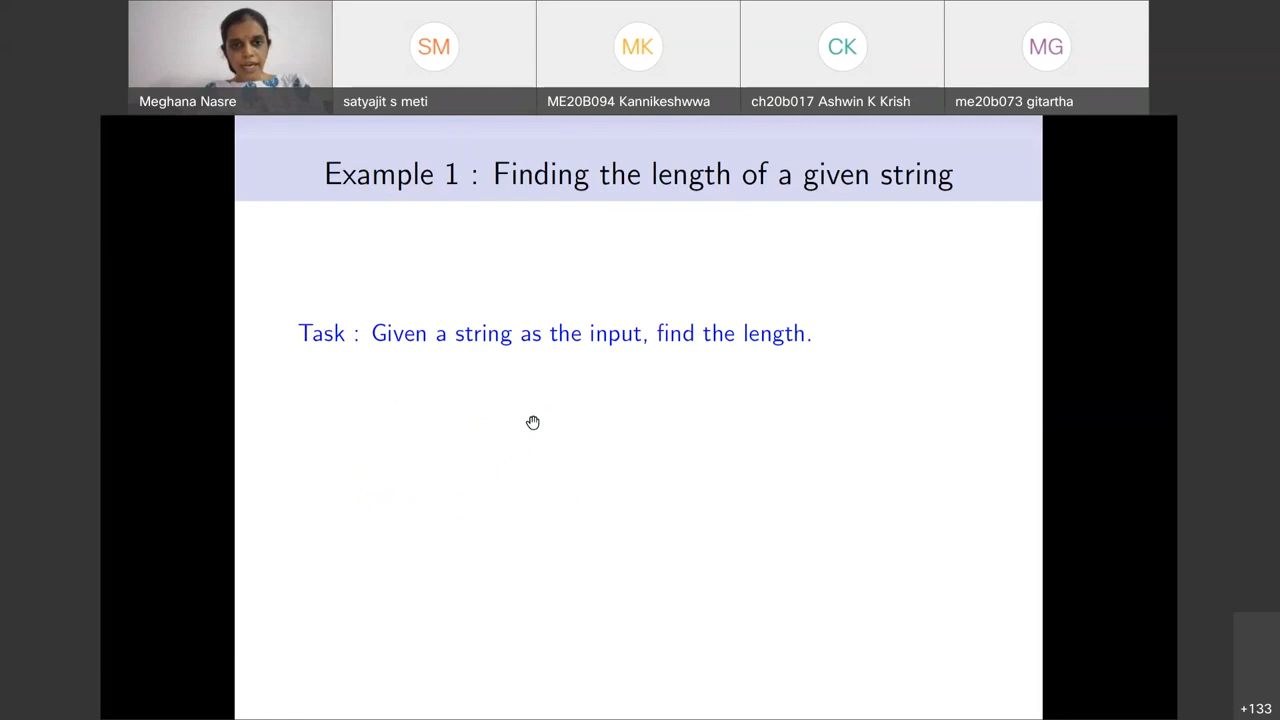 SM
MK
CK
MG
Meghana Nasre
satyajit s meti
ME20B094 Kannikeshwwa
ch20b017 Ashwin K Krish
me20b073 gitartha
Example 1 : Finding the length of a given string
Task : Given a string as the input, find the length.
+133